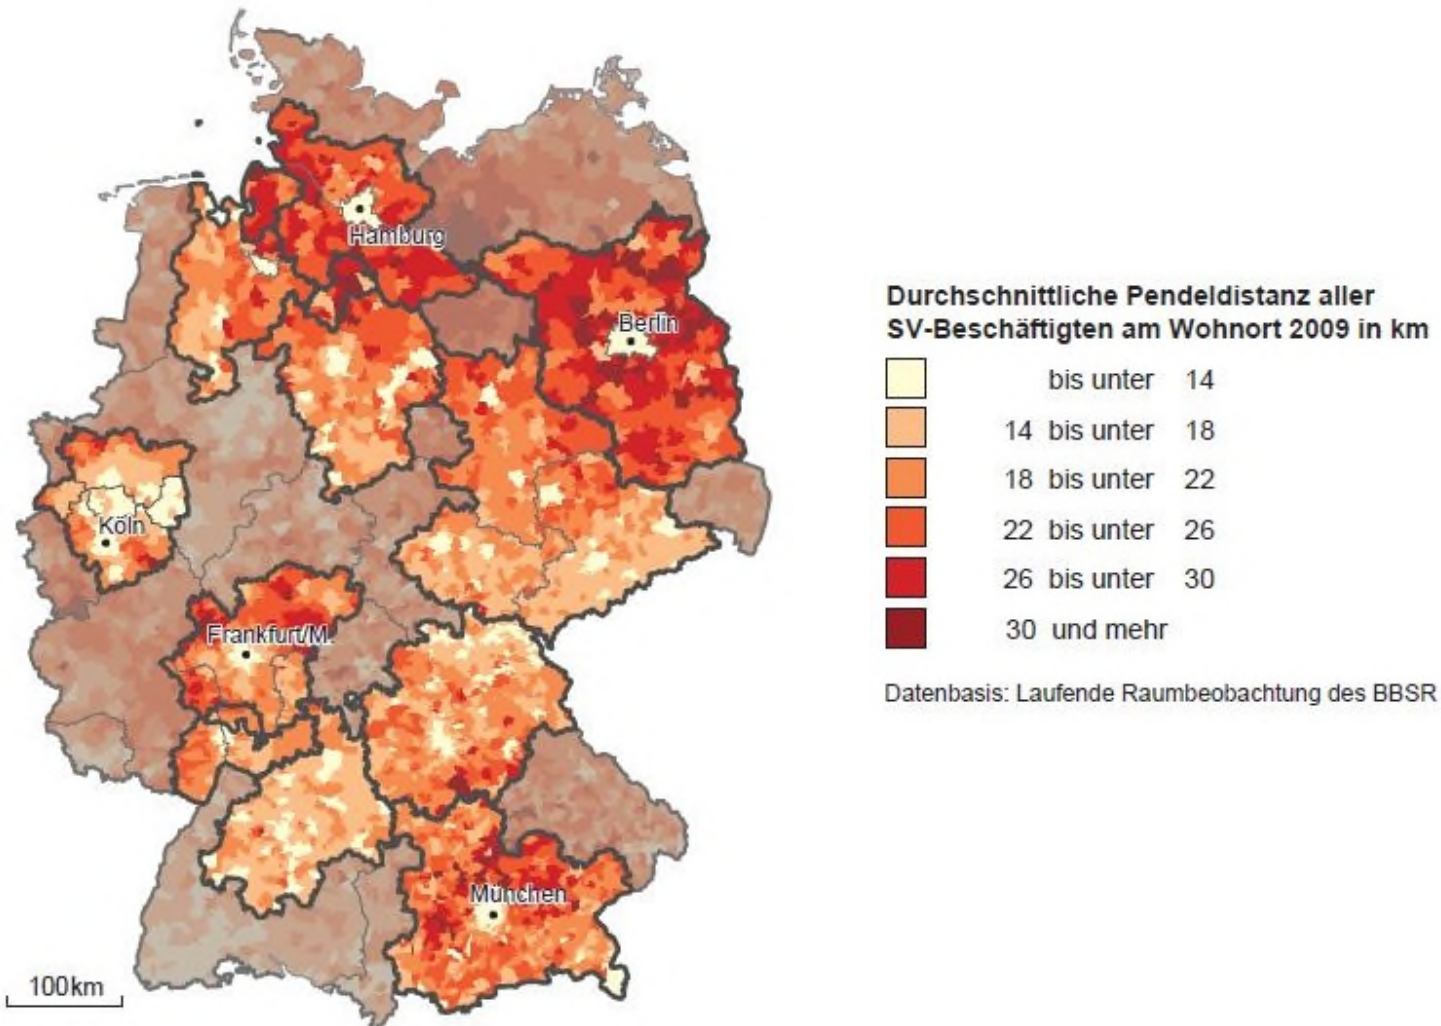 Hamburg
Berlin
Köln
Frankfurt/M.
München
100km
Durchschnittliche Pendeldistanz aller
SV-Beschäftigten am Wohnort 2009 in km
bis unter 14
14 bis unter 18
18 bis unter 22
22 bis unter 26
26 bis unter 30
30 und mehr
Datenbasis: Laufende Raumbeobachtung des BBSR